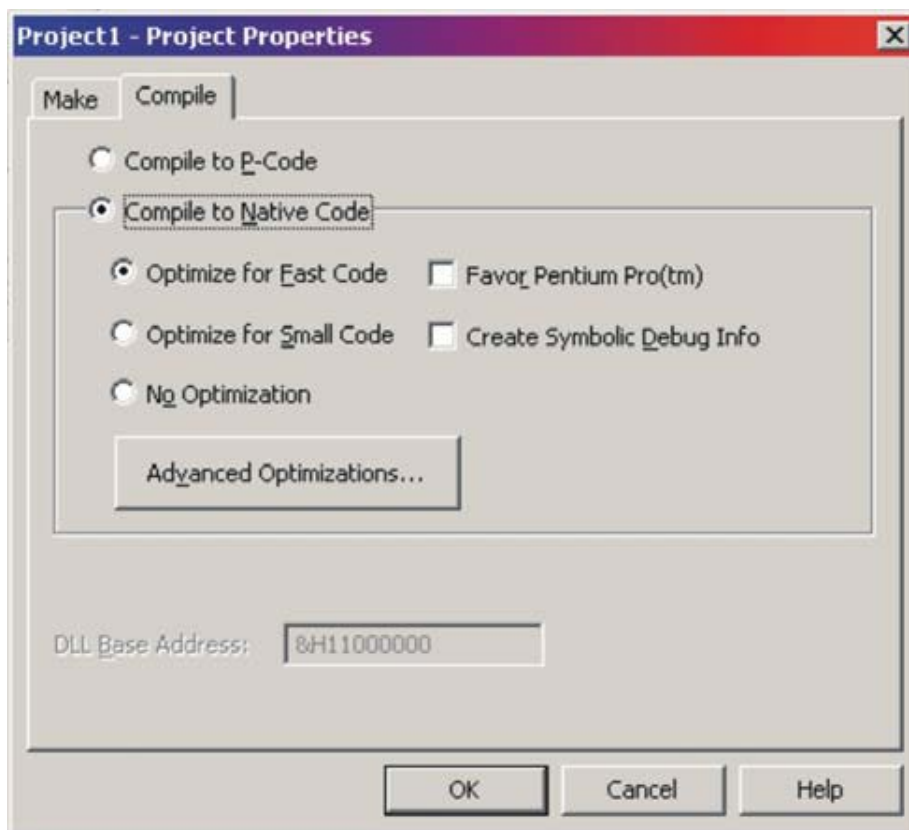 Project1 - Project Properties
Make
Compile
Compile to P-Code
Compile to Native Code
Optimize for Fast Code
Favor Pentium Pro(tm)
Optimize for Small Code
Create Symbolic Debug Info
No Optimization
Advanced Optimizations...
DLL Base Address:
&H11000000
OK
Cancel
Help